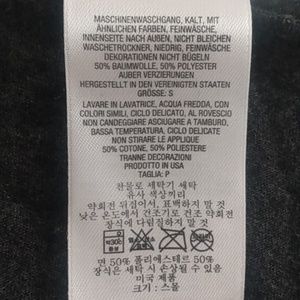 MASCHINENWASCHGANG, KALT, MIT
ÄHNLICHEN FARBEN, FEINWÄSCHE,
INNENSEITE NACH AUßEN, NICHT BLEICHEN
WASCHETROCKNER, NIEDRIG, FEINWÄSCHE
DEKORATIONEN NICHT BÜGELN
50% BAUMWOLLE, 50% POLYESTER
AUßER VERZIERUNGEN
HERGESTELLT IN DEN VEREINIGTEN STAATEN
GRÖSSE: S
LAVARE IN LAVATRICE, ACQUA FREDDA, CON
COLORI SIMILI, CICLO DELICATO, AL ROVESCIO
NON CANDEGGIARE ASCIUGARE A TAMBURO,
BASSA TEMPERATURA, CICLO DELICATO
NON STIRARE LE APPLIQUE
50% COTONE, 50% POLIESTERE
TRANNE DECORAZIONI
PRODOTTO IN USA
TAGLIA: P
찬물로 세탁기 세탁
유사 색상끼리
약회전 뒤집어서, 표백하지 말 것
낮은 온도에서 건조기로 건조 약회전
장식에 다림질하지 말 것
면 50% 폴리에스테르 50%
장식은 세탁 시 손상될 수 있음
미국 제품
크기: 스몰